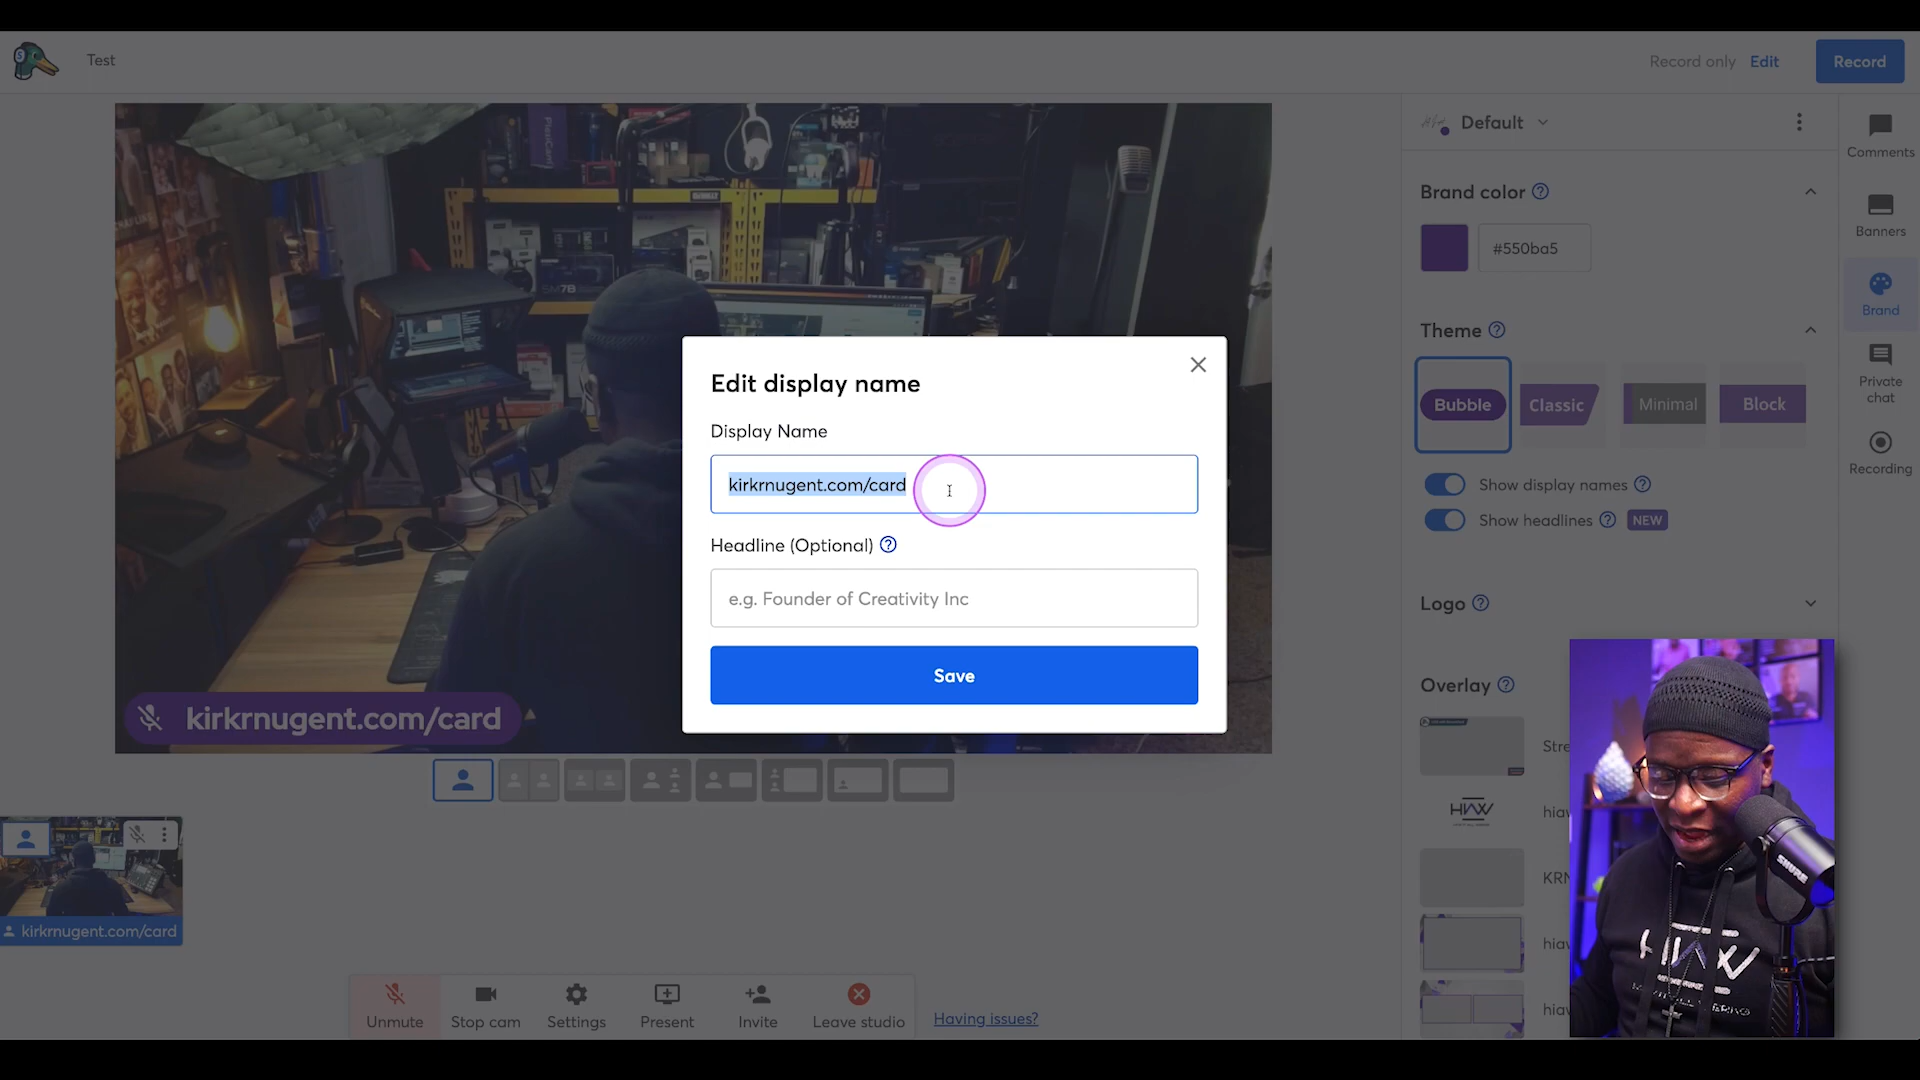 Test
Record only Edit Record
Default
Comments
Brand color
#550ba5
Banners
Brand
Theme
Bubble Classic Minimal Block
Private
chat
Show display names
Show headlines NEW
Recording
Logo
Overlay
Stre
hiaw
KRN
hiaw
hiaw
Edit display name
Display Name
kirkrnugent.com/card
Headline (Optional)
e.g. Founder of Creativity Inc
Save
kirkrnugent.com/card
kirkrnugent.com/card
Unmute Stop cam Settings Present Invite Leave studio Having issues?
SM7B
SHURE